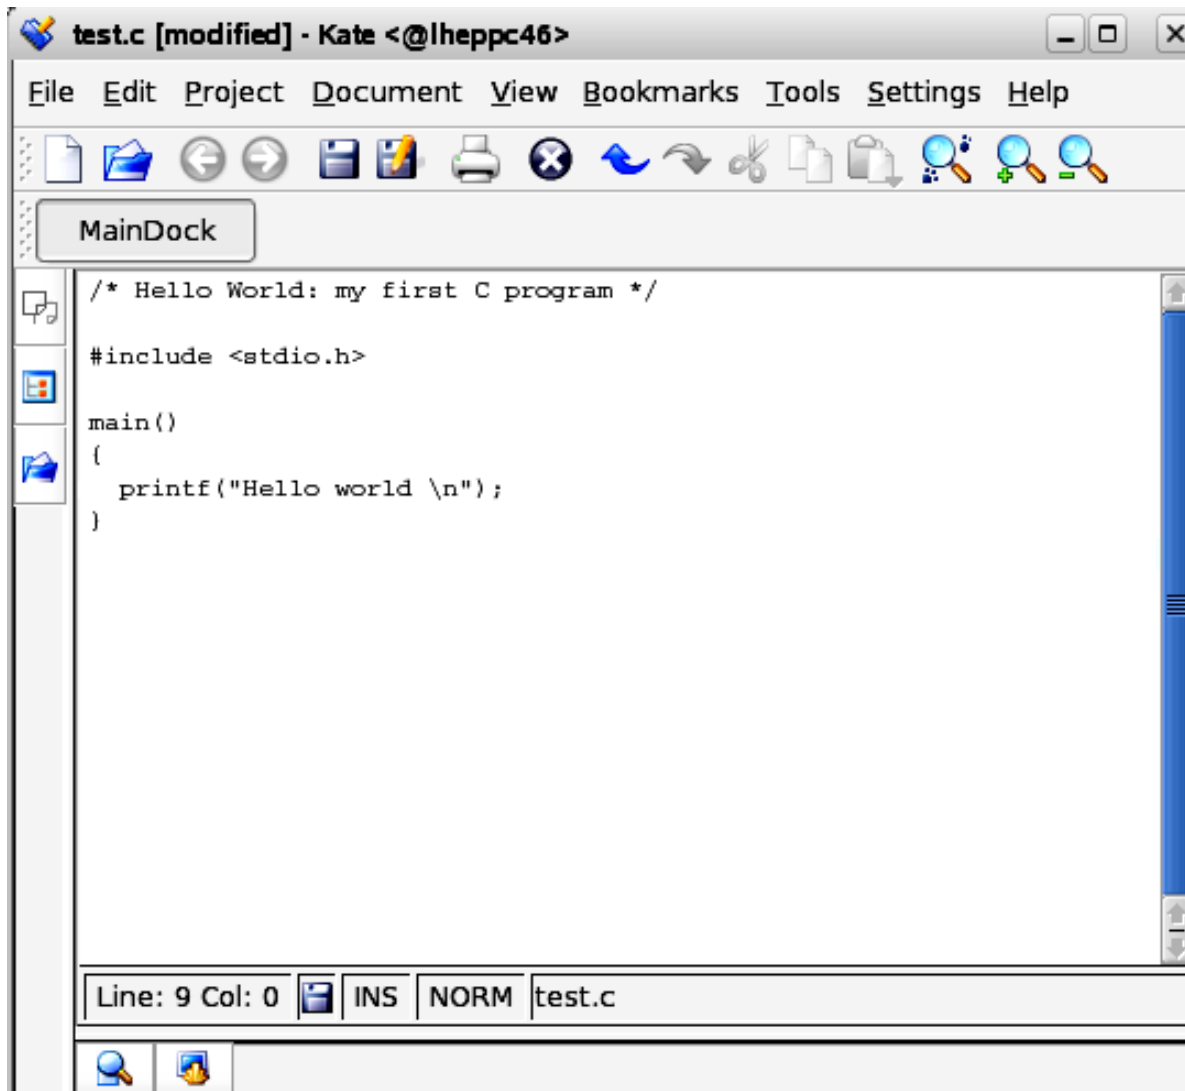 test.c [modified] - Kate <@lheppc46>
File Edit Project Document View Bookmarks Tools Settings Help
MainDock
/* Hello World: my first C program */
#include <stdio.h>
main()
{
  printf("Hello world \n");
}
Line: 9 Col: 0 INS NORM test.c